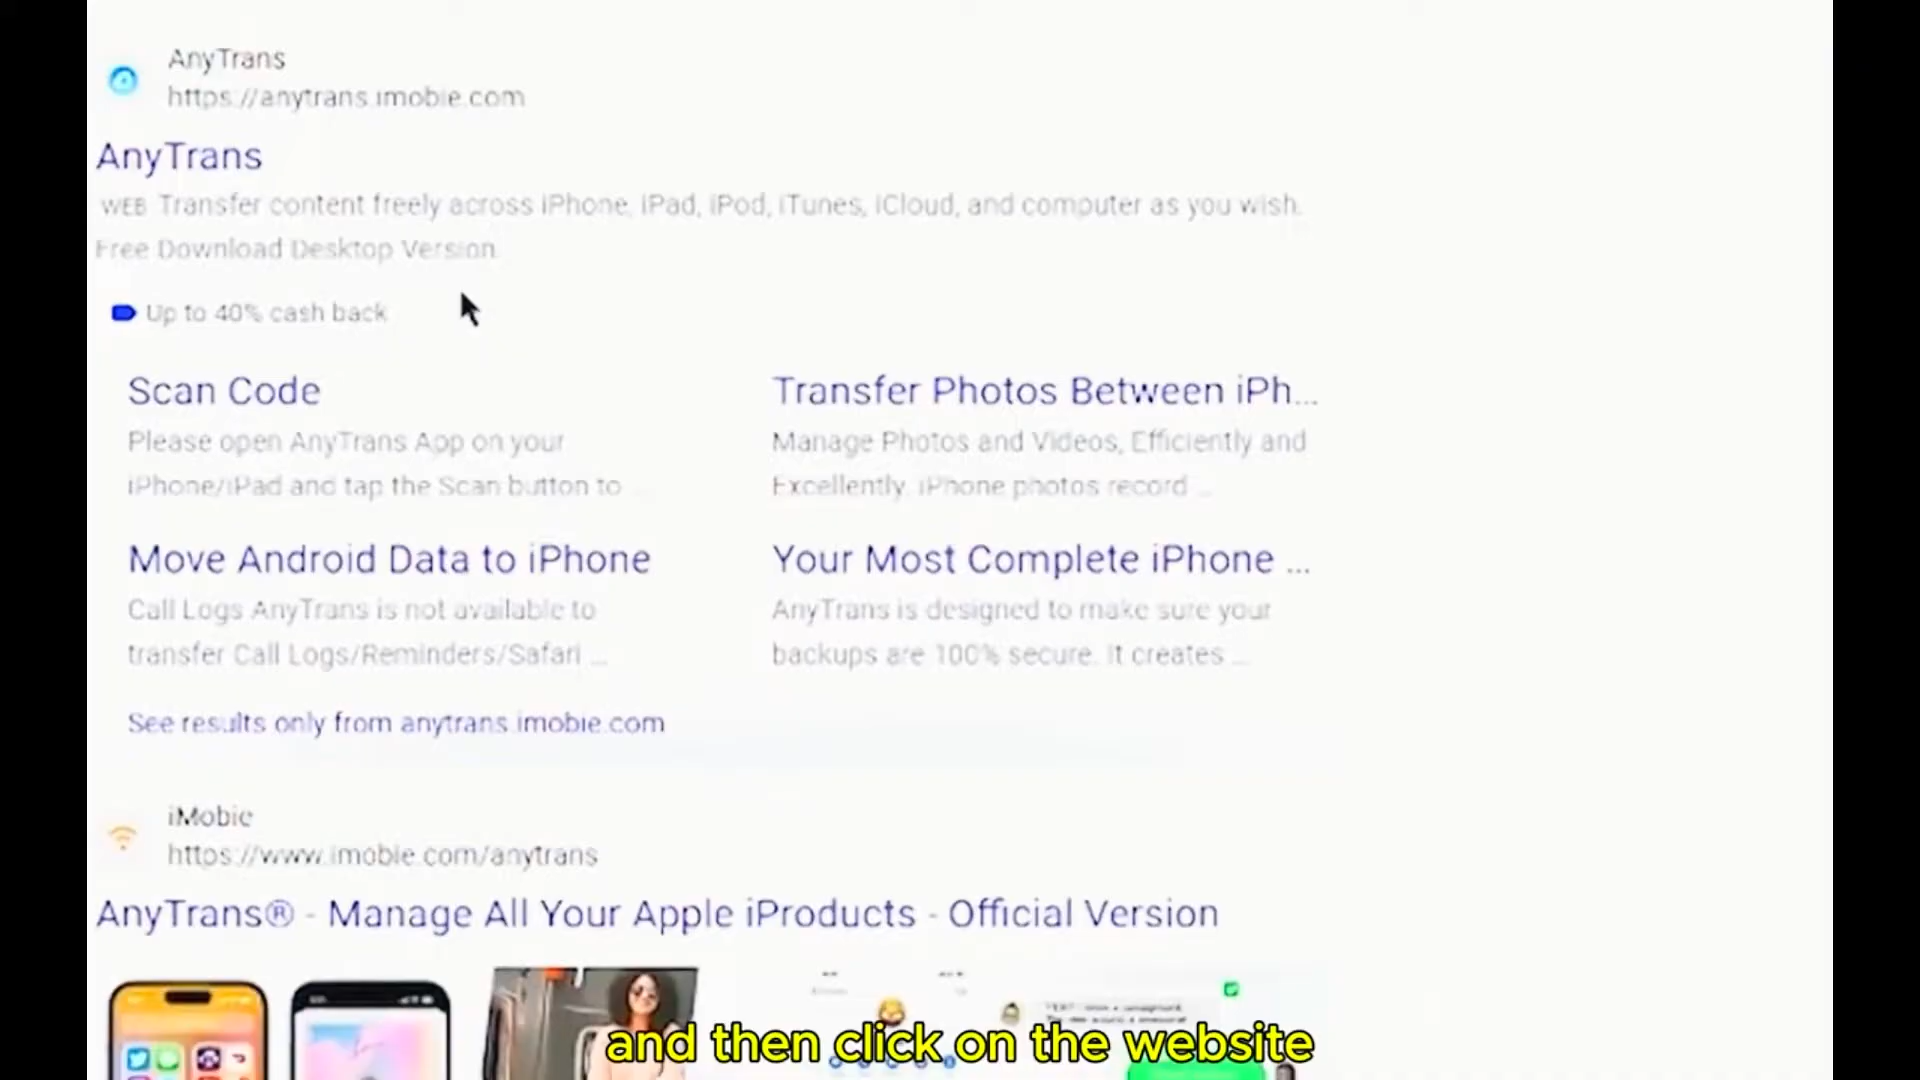 AnyTrans
https://anytrans.imobie.com
AnyTrans
WEB Transfer content freely across iPhone, iPad, iPod, iTunes, iCloud, and computer as you wish.
Free Download Desktop Version
Up to 40% cash back
Scan Code
Please open AnyTrans App on your
iPhone/iPad and tap the Scan button to ...
Transfer Photos Between iPh...
Manage Photos and Videos, Efficiently and
Excellently. iPhone photos record ...
Move Android Data to iPhone
Call Logs AnyTrans is not available to
transfer Call Logs/Reminders/Safari ...
Your Most Complete iPhone ...
AnyTrans is designed to make sure your
backups are 100% secure. It creates ...
See results only from anytrans.imobie.com
iMobie
https://www.imobie.com/anytrans
AnyTrans® - Manage All Your Apple iProducts - Official Version
and then click on the website